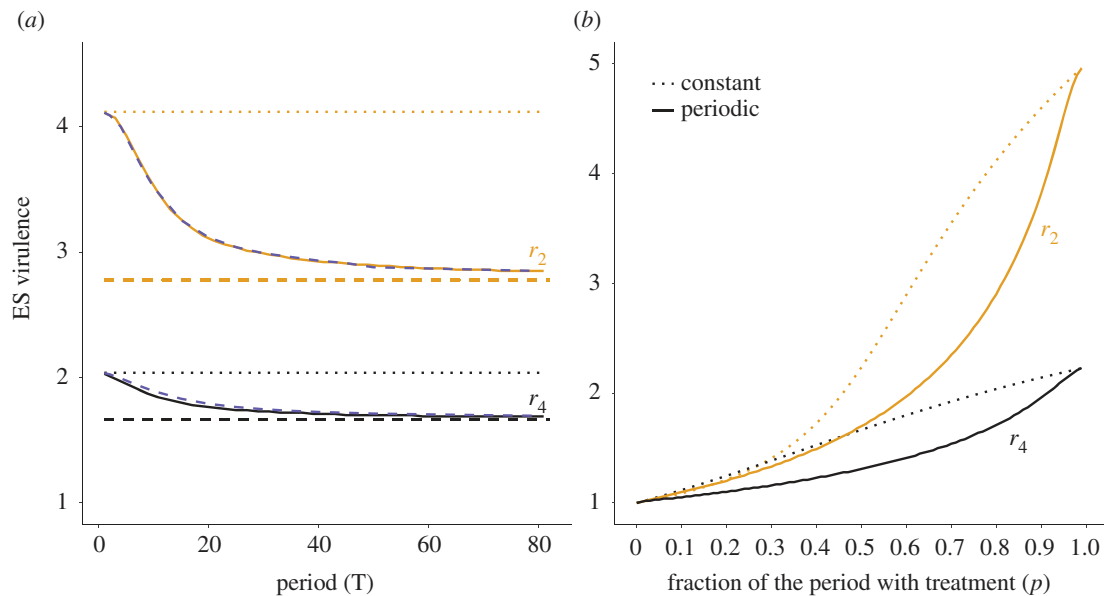 (a)
ES virulence
4
3
2
1
r2
r4
0 20 40 60 80
period (T)
(b)
5
4
3
2
1
constant
periodic
r2
r4
0 0.1 0.2 0.3 0.4 0.5 0.6 0.7 0.8 0.9 1.0
fraction of the period with treatment (p)